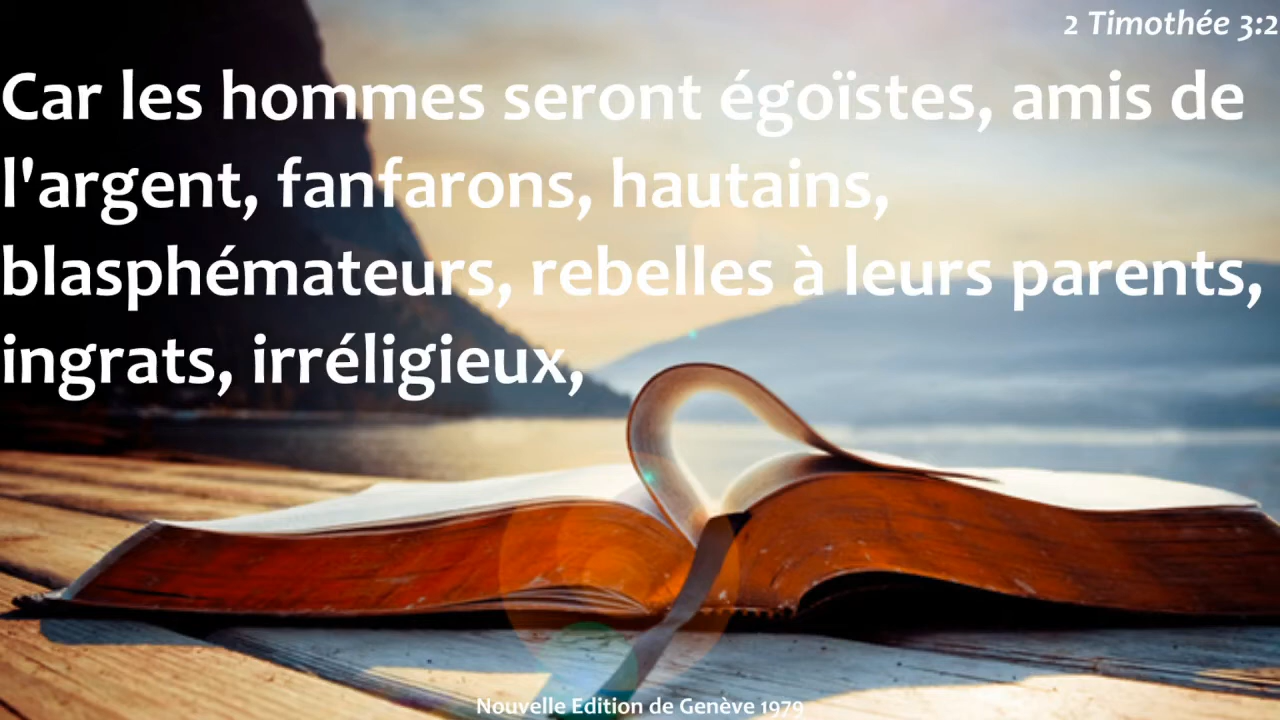 2 Timothée 3:2
Car les hommes seront égoïstes, amis de
l'argent, fanfarons, hautains,
blasphémateurs, rebelles à leurs parents,
ingrats, irréligieux,
Nouvelle Edition de Genève 1979